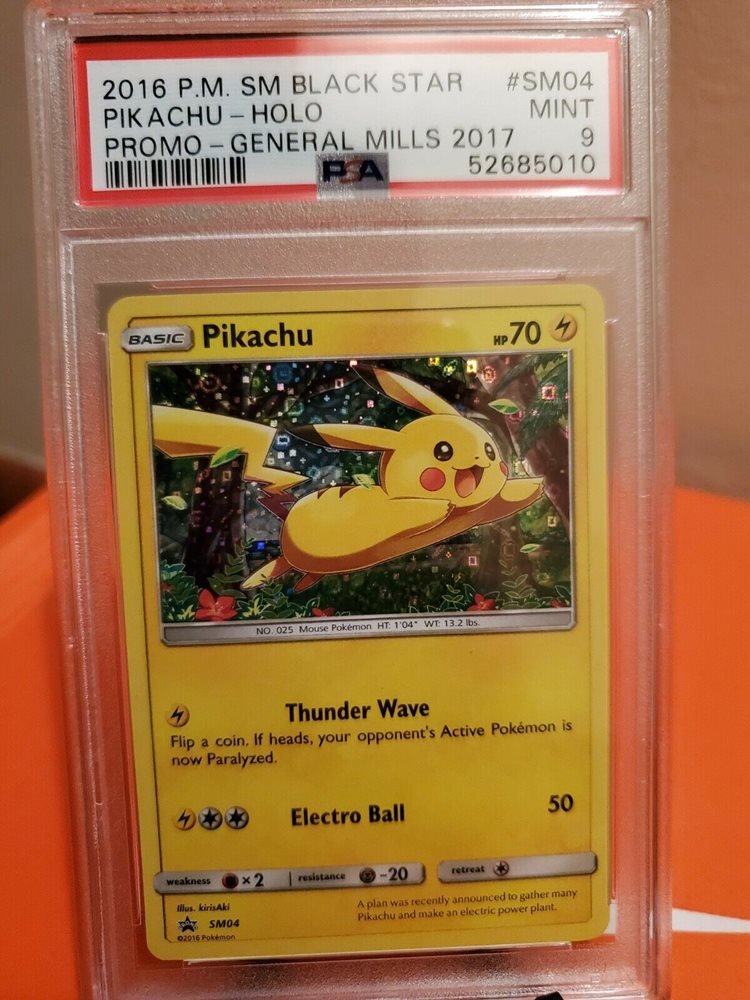 2016 P.M. SM BLACK STAR #SM04
PIKACHU - HOLO MINT
PROMO - GENERAL MILLS 2017 9
PSA 52685010
BASIC Pikachu HP 70
NO. 025 Mouse Pokémon HT: 1'04" WT: 13.2 lbs.
Thunder Wave
Flip a coin. If heads, your opponent's Active Pokémon is
now Paralyzed.
Electro Ball 50
weakness ×2 resistance -20 retreat
Illus. kirisAki
SM04
©2016 Pokémon
A plan was recently announced to gather many
Pikachu and make an electric power plant.